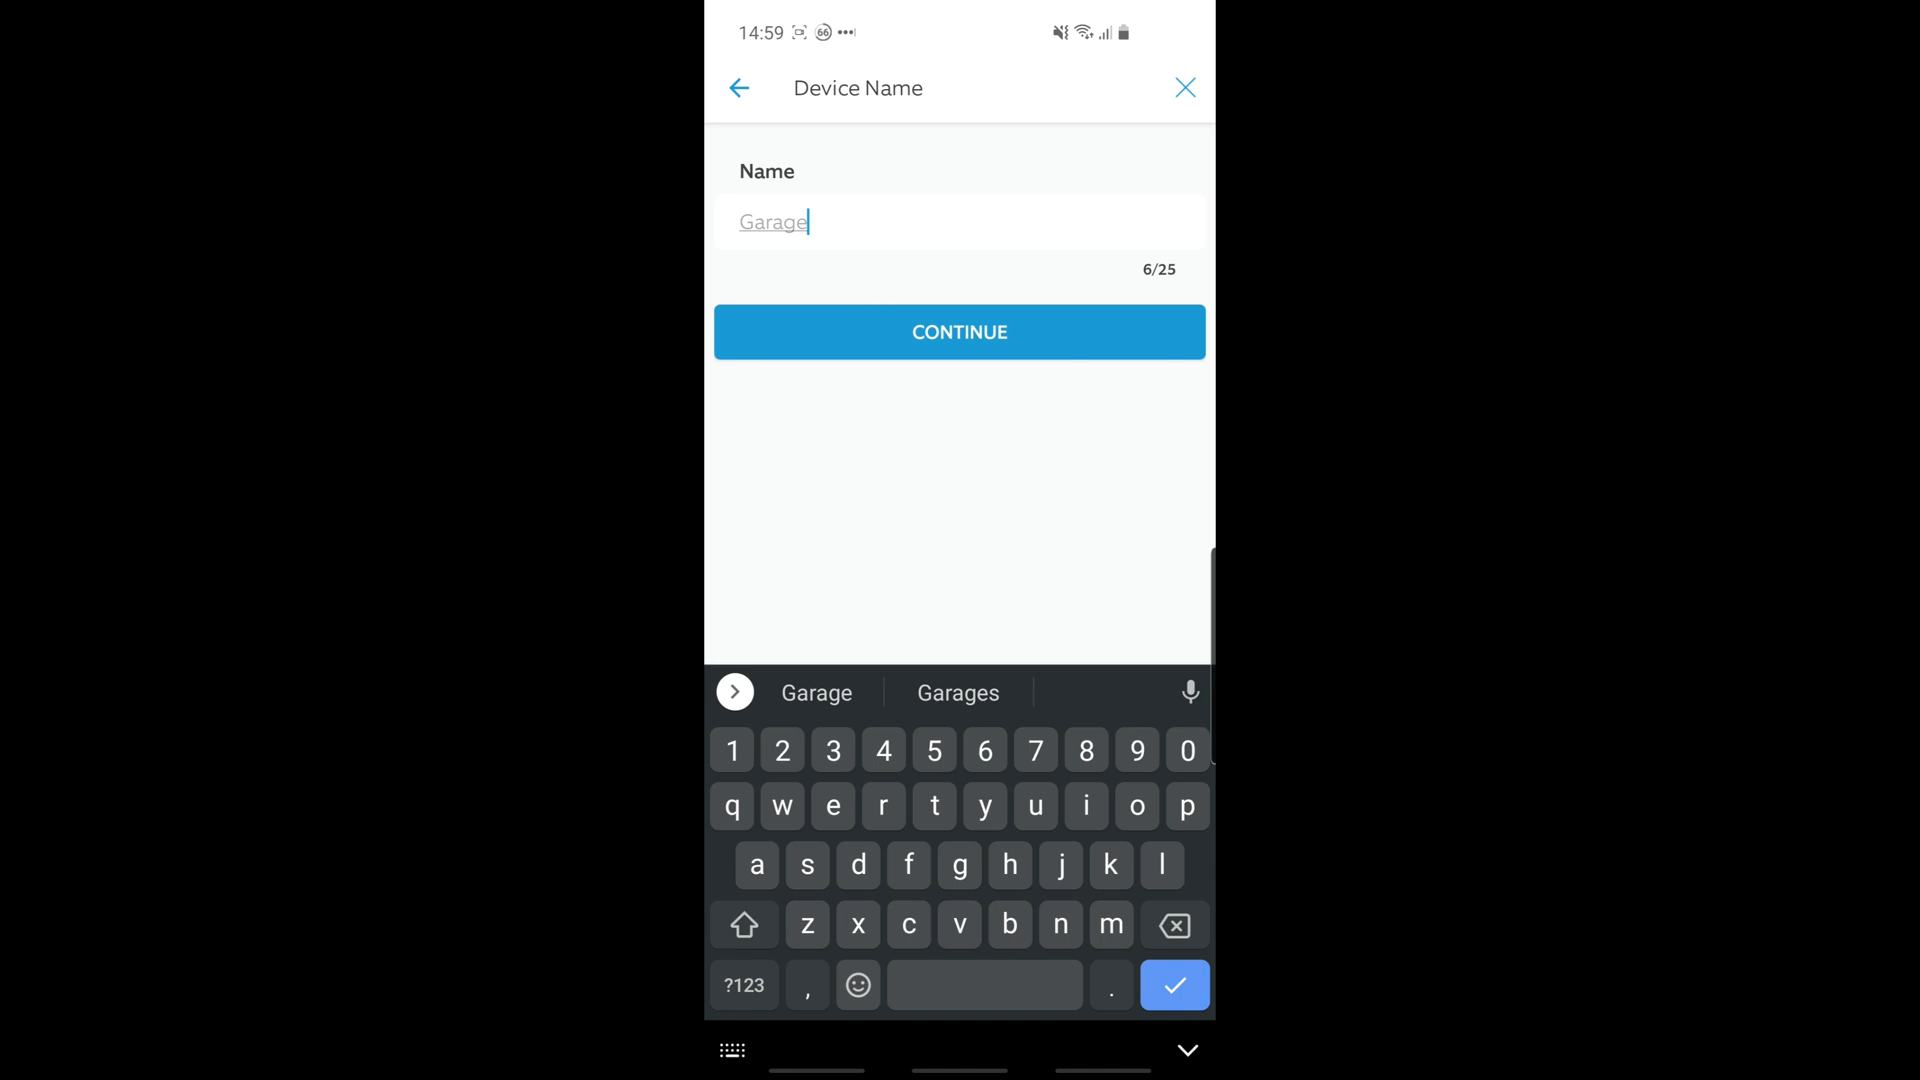 14:59 66
Device Name
Name
Garage
6/25
CONTINUE
Garage Garages
1 2 3 4 5 6 7 8 9 0
q w e r t y u i o p
a s d f g h j k l
z x c v b n m
?123 , .